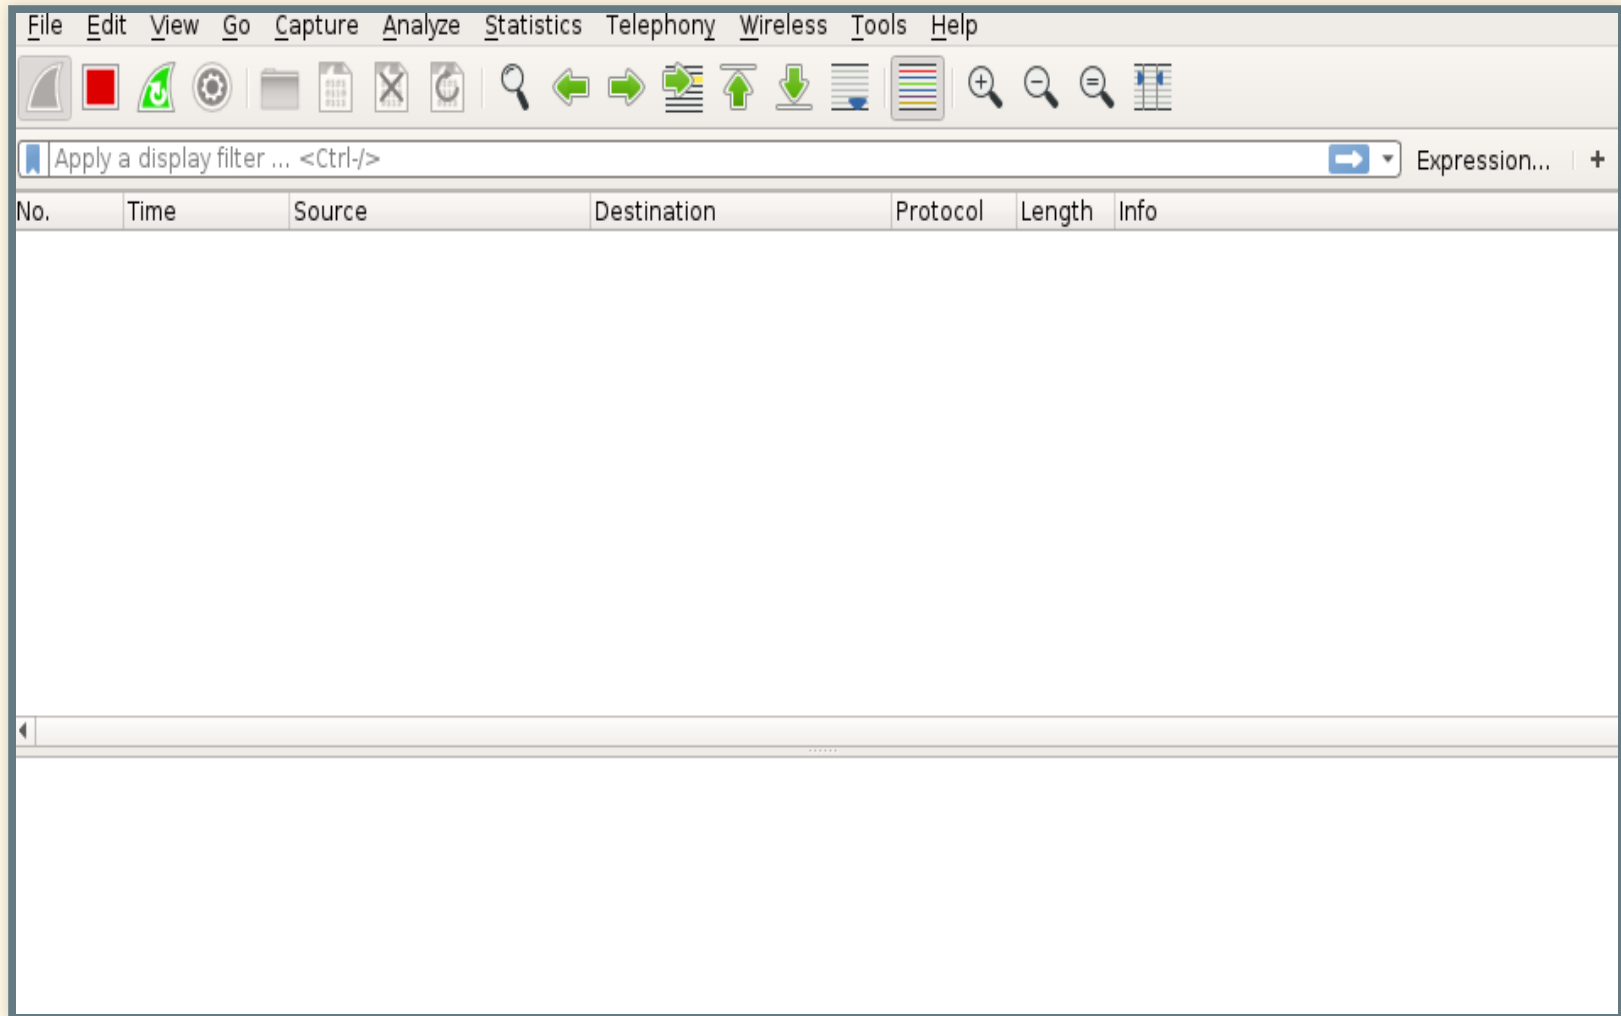 File Edit View Go Capture Analyze Statistics Telephony Wireless Tools Help
Apply a display filter ... <Ctrl-/> Expression... +
No. Time Source Destination Protocol Length Info